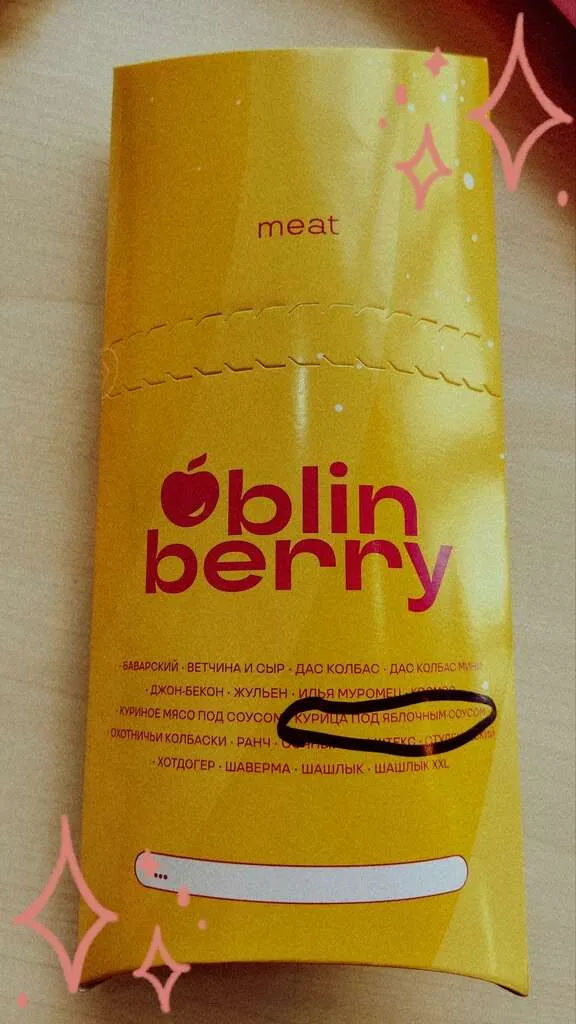 meat
blin
berry
·БАВАРСКИЙ · ВЕТЧИНА И СЫР · ДАС КОЛБАС · ДАС КОЛБАС МИНИ
·ДЖОН-БЕКОН · ЖУЛЬЕН · ИЛЬЯ МУРОМЕЦ·
·КУРИНОЕ МЯСО ПОД СОУСОМ КУРИЦА ПОД ЯБЛОЧНЫМ СОУСОМ
ОХОТНИЧЬИ КОЛБАСКИ · РАНЧ ·
· ХОТДОГЕР · ШАВЕРМА · ШАШЛЫК · ШАШЛЫК XXL